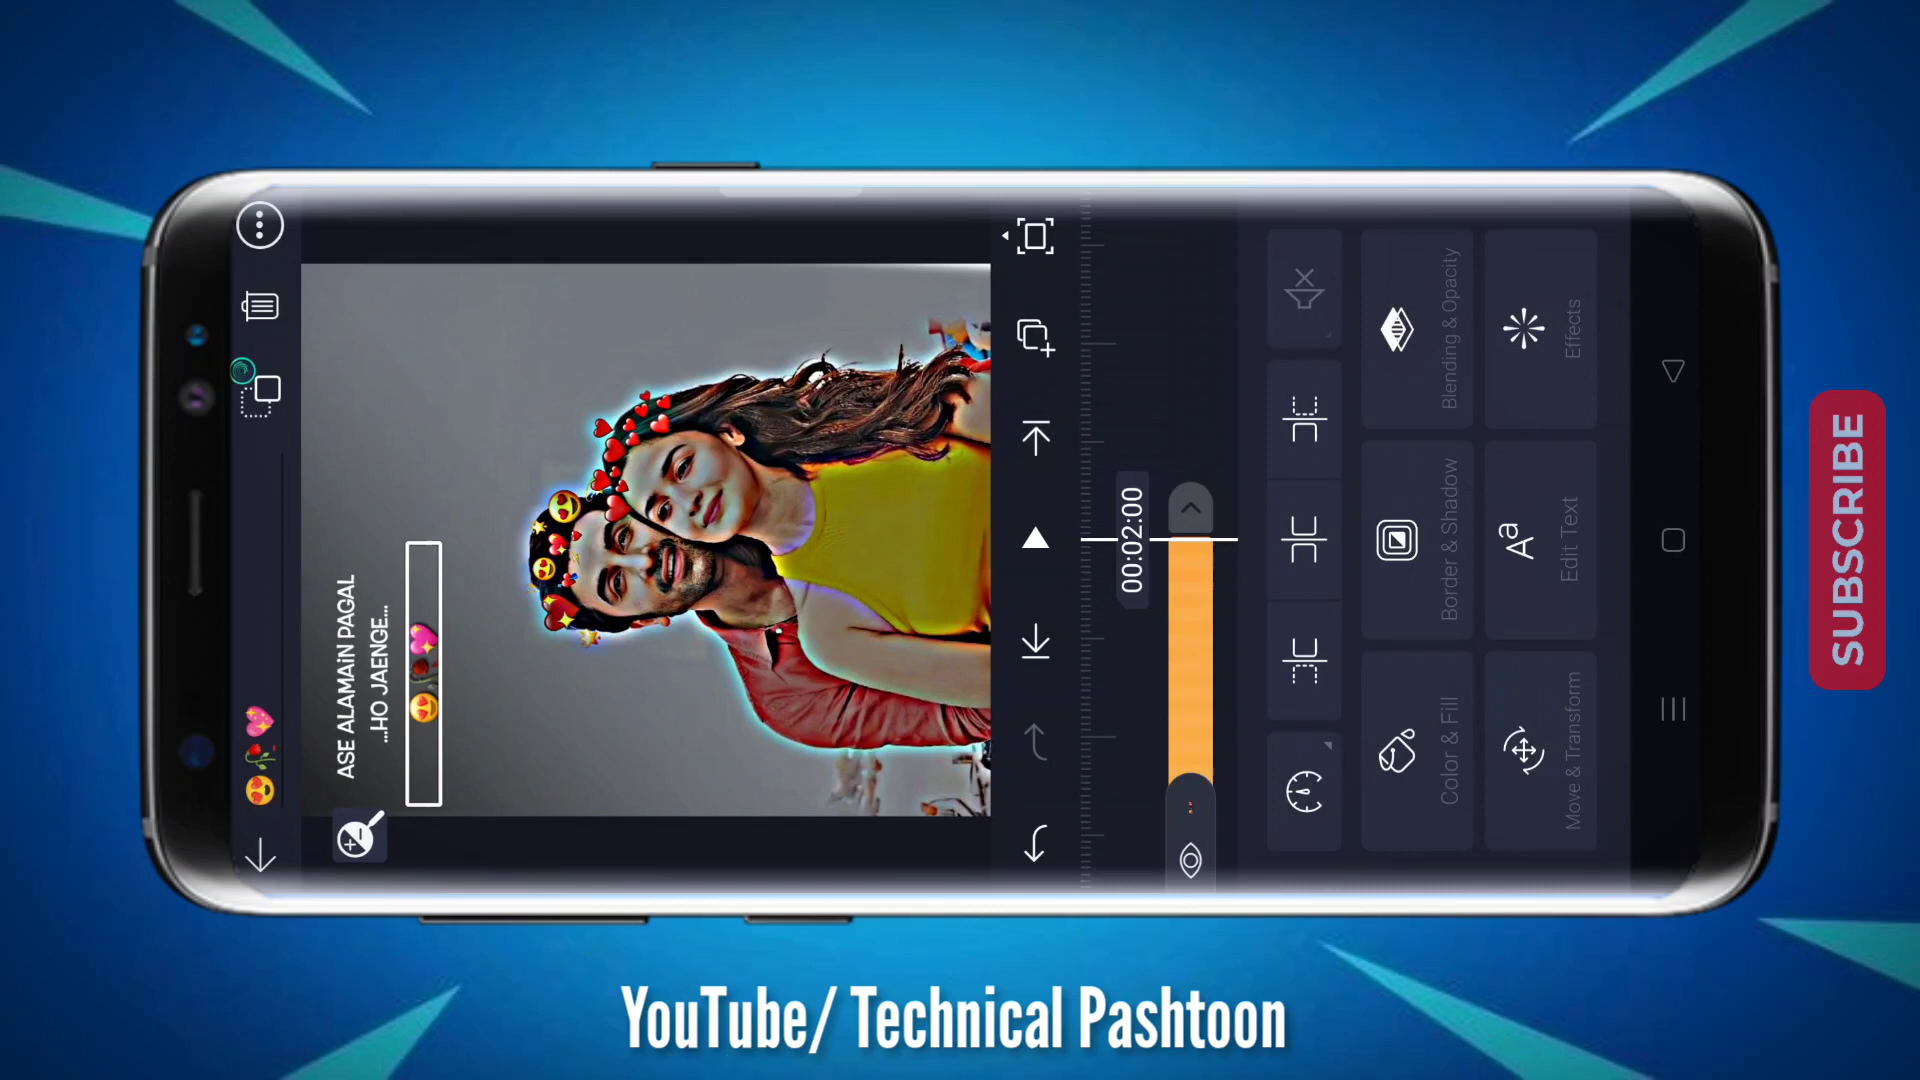 ASE ALAMAiN PAGAL
...HO JAENGE...
😍🥀💖
😍🥀💖
00:02:00
Blending & Opacity
Effects
Border & Shadow
Edit Text
Color & Fill
Move & Transform
SUBSCRIBE
YouTube/ Technical Pashtoon